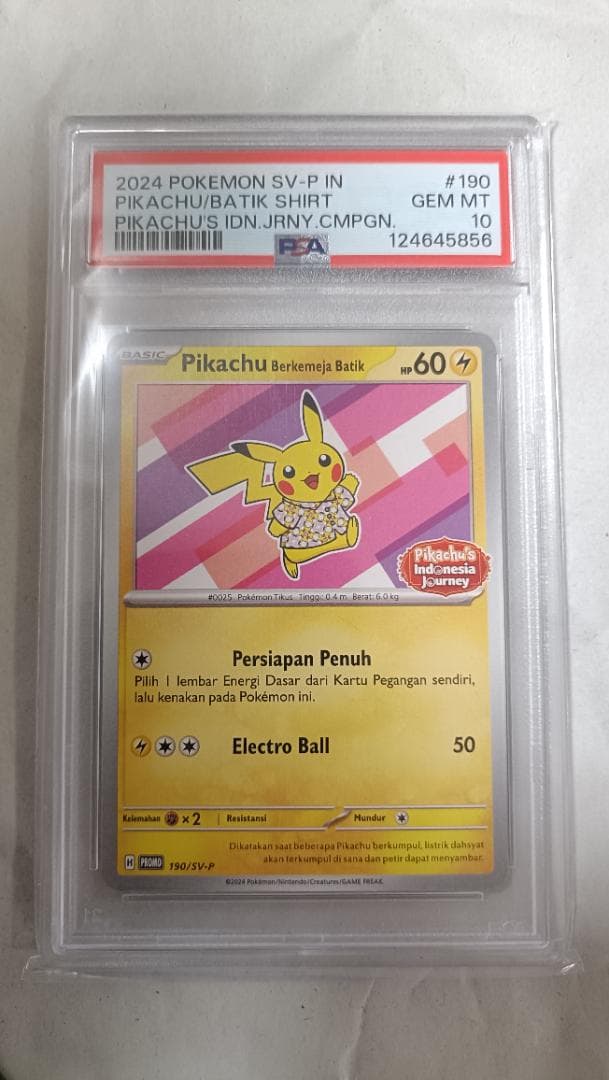 2024 POKEMON SV-P IN #190
PIKACHU/BATIK SHIRT GEM MT
PIKACHU'S IDN.JRNY.CMPGN. 10
PSA 124645856
BASIC Pikachu Berkemeja Batik HP 60
Pikachu's
Indonesia
Journey
#0025 Pokémon Tikus Tinggi: 0.4 m Berat: 6.0 kg
Persiapan Penuh
Pilih 1 lembar Energi Dasar dari Kartu Pegangan sendiri,
lalu kenakan pada Pokémon ini.
Electro Ball 50
Kelemahan ×2 Resistansi Mundur
Dikatakan saat beberapa Pikachu berkumpul, listrik dahsyat
akan terkumpul di sana dan petir dapat menyambar.
H PROMO 190/SV-P
©2024 Pokémon/Nintendo/Creatures/GAME FREAK.